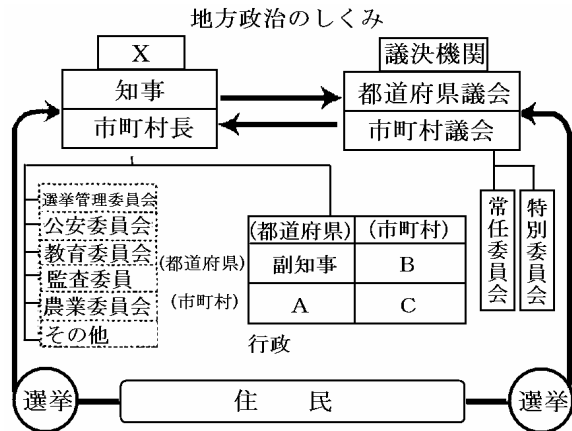 地方政治のしくみ
X
議決機関
知事
都道府県議会
市町村長
市町村議会
選挙管理委員会
公安委員会
教育委員会
監査委員
農業委員会
その他
(都道府県)
(市町村)
(都道府県)
副知事
B
(市町村)
A
C
行政
常任委員会
特別委員会
選挙
住民
選挙